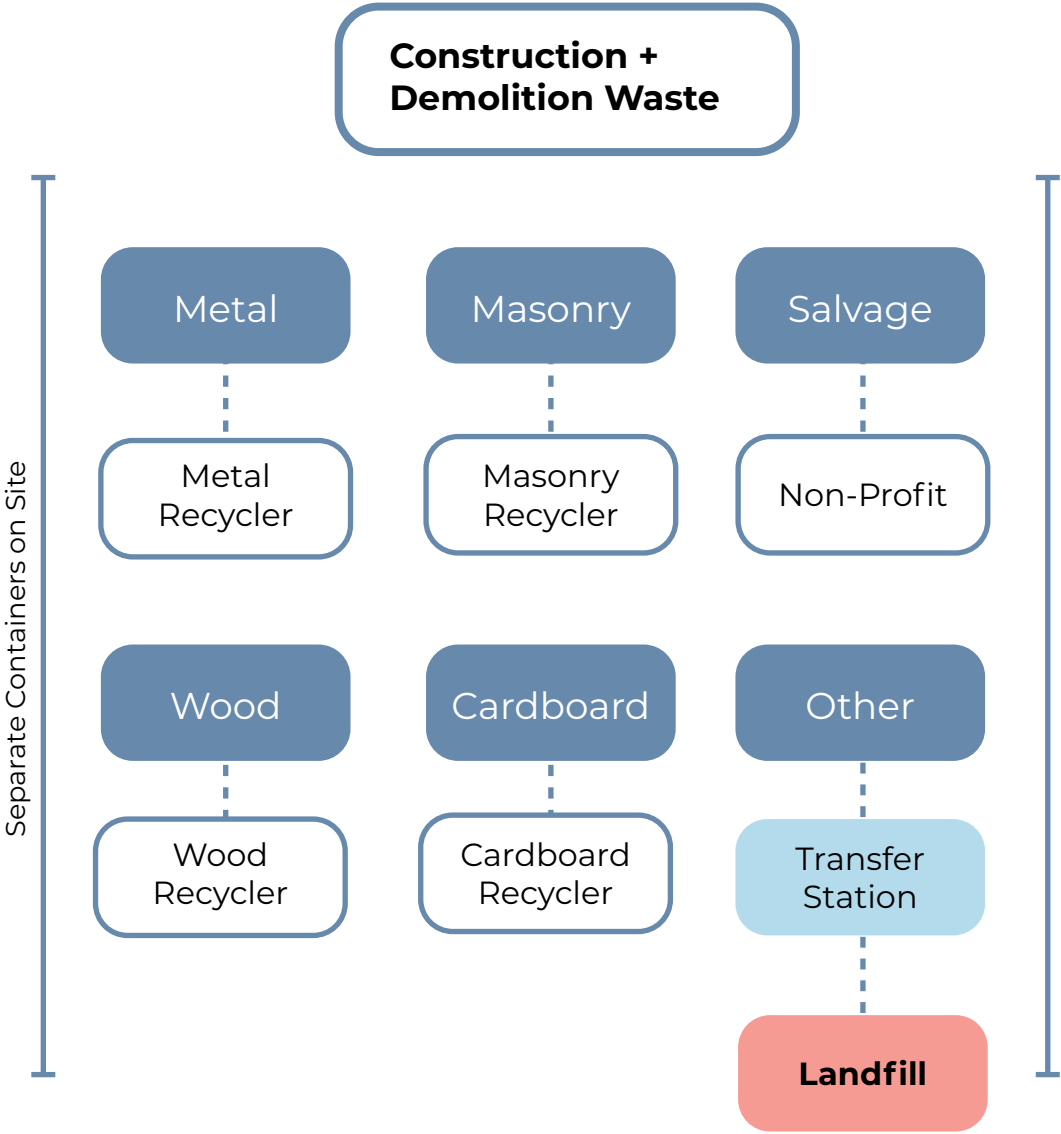 Construction +
Demolition Waste
Separate Containers on Site
Metal
Masonry
Salvage
Metal
Recycler
Masonry
Recycler
Non-Profit
Wood
Cardboard
Other
Wood
Recycler
Cardboard
Recycler
Transfer
Station
Landfill